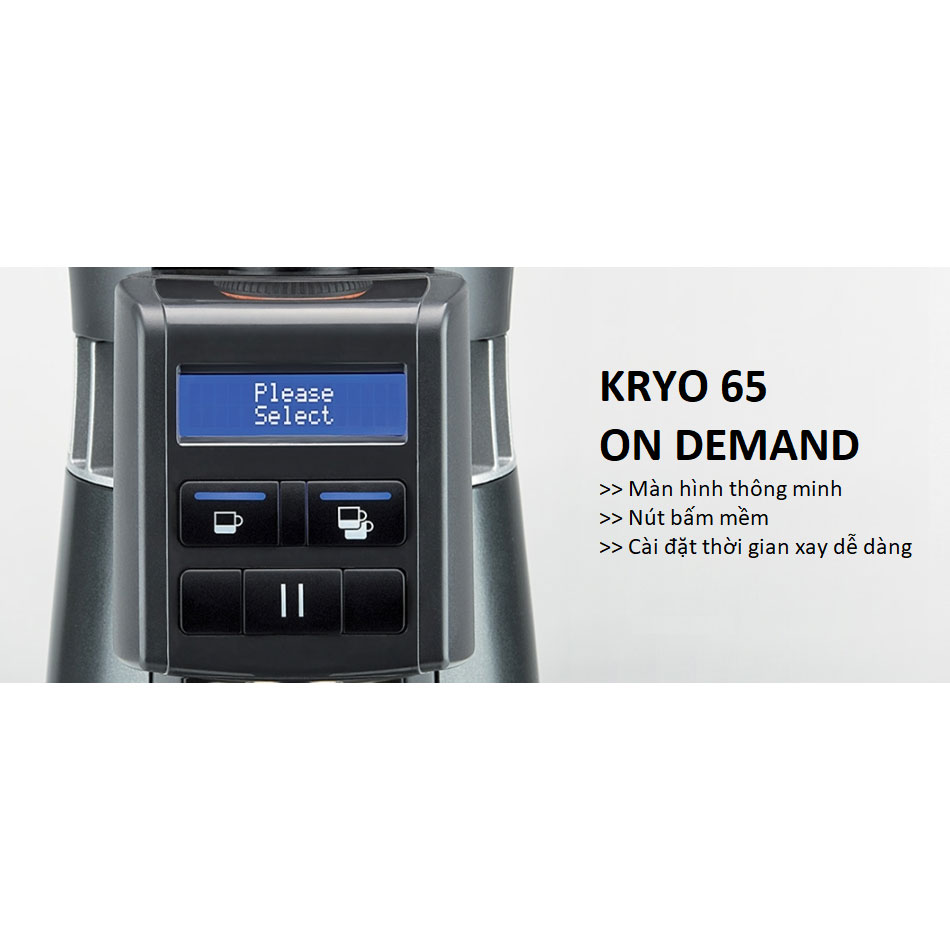 Please
Select
KRYO 65
ON DEMAND
>> Màn hình thông minh
>> Nút bấm mềm
>> Cài đặt thời gian xay dễ dàng